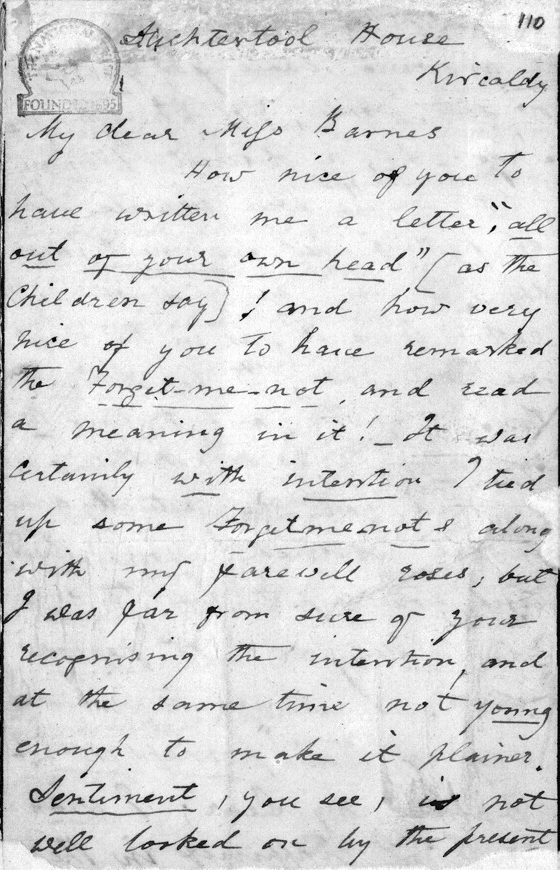 110
THE NATIONAL TRUST
FOUNDED 1895
Auchtertool House
Kircaldy
My dear Miss Barnes
How nice of you to
have written me a letter, "all
out of your own head" (as the
Children say)! and how very
nice of you to have remarked
the Forget-me-not, and read
a meaning in it! _ It was
certainly with intention I tied
up some Forgetmenots along
with my farewell roses; but
I was far from sure of your
recognising the intention, and
at the same time not young
enough to make it plainer.
Sentiment, you see, is not
well looked on by the present